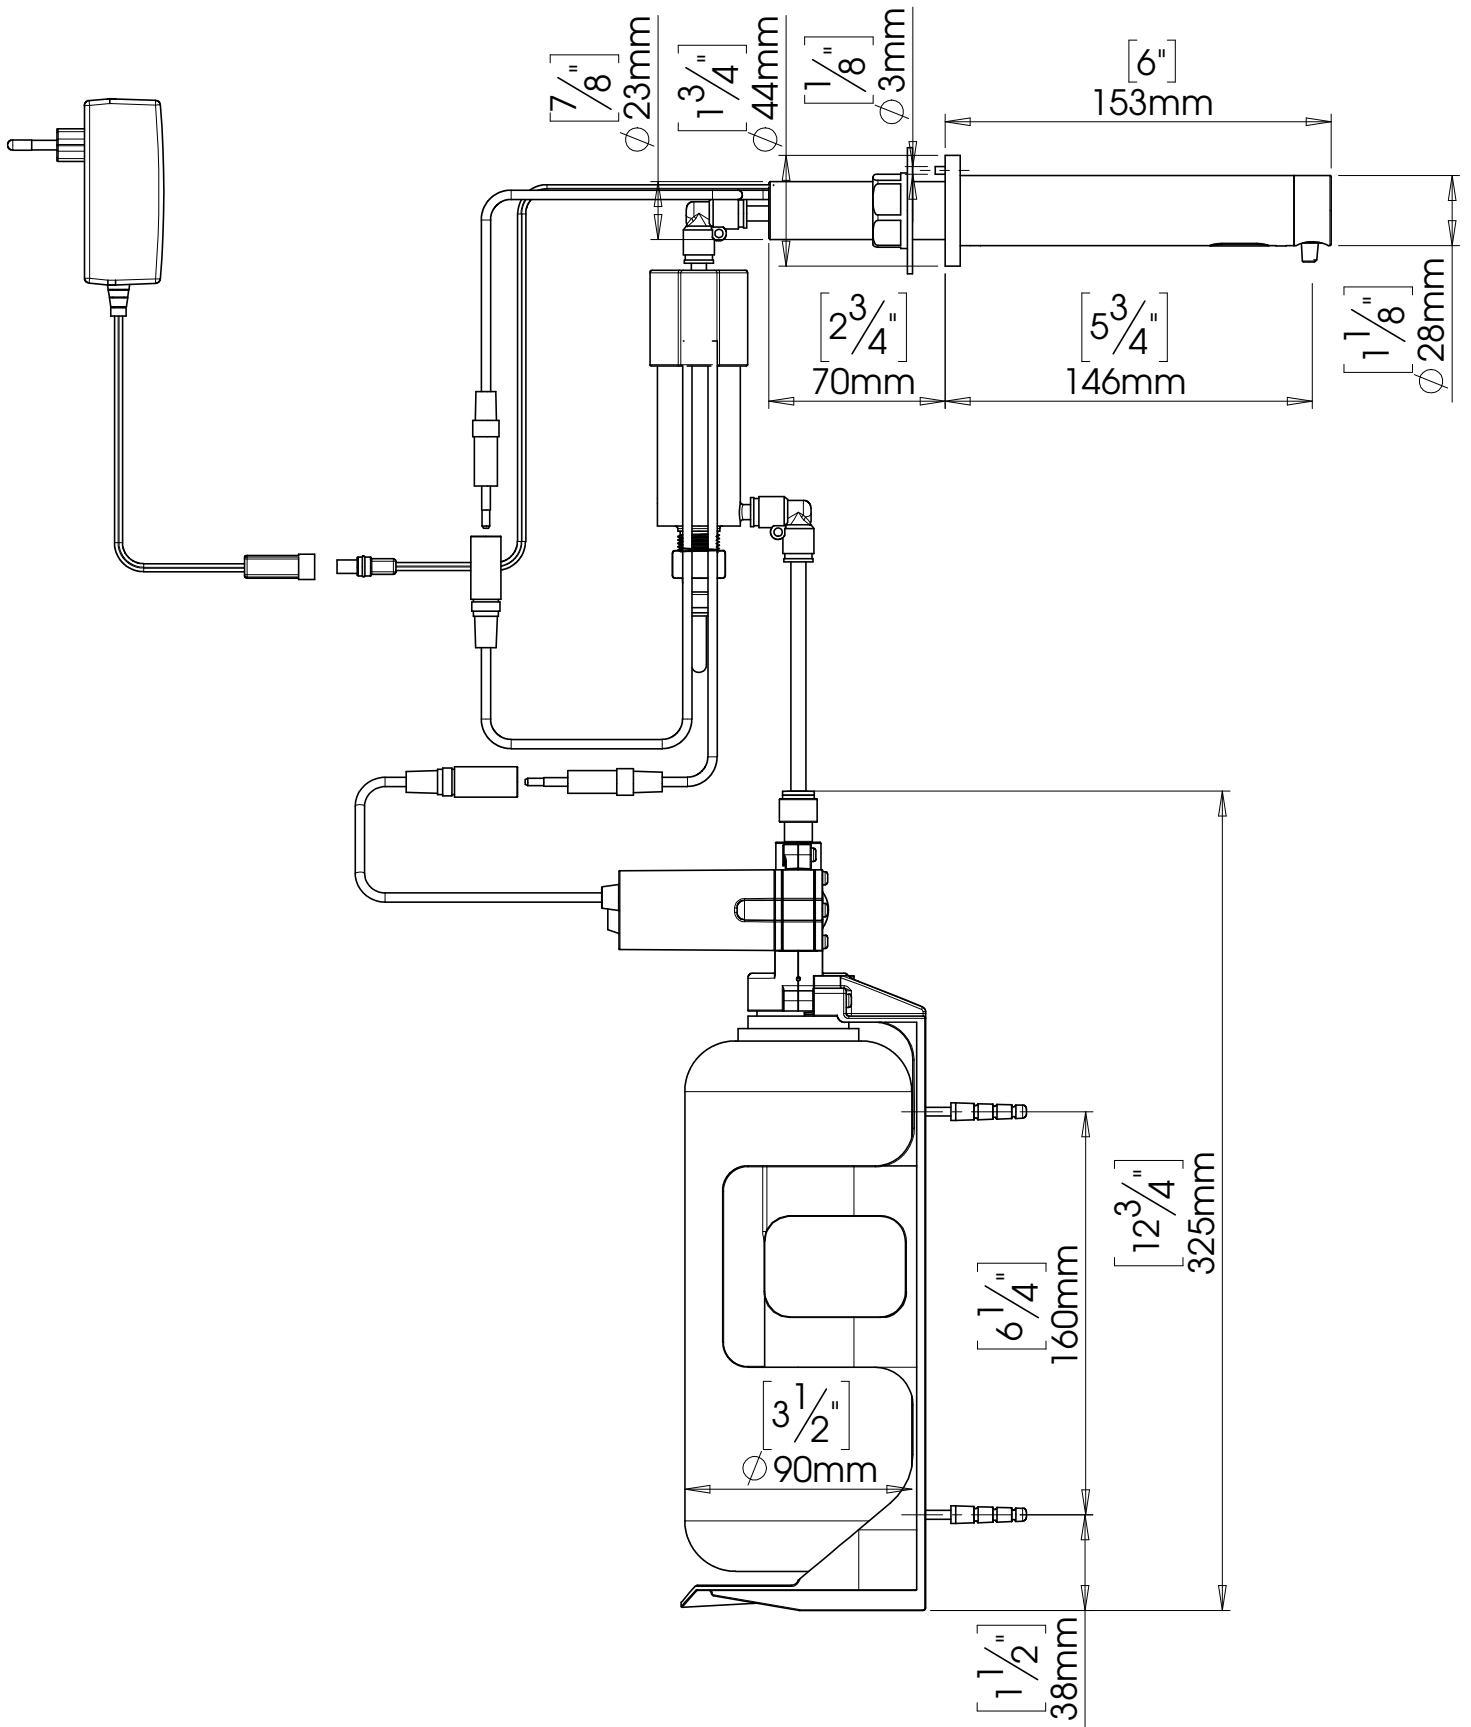 [7/8"]
∅23mm
[1 3/4"]
∅44mm
[1/8"]
∅3mm
[6"]
153mm
[2 3/4"]
70mm
[5 3/4"]
146mm
[1 1/8"]
∅28mm
[12 3/4"]
325mm
[6 1/4"]
160mm
[3 1/2"]
∅90mm
[1 1/2"]
38mm